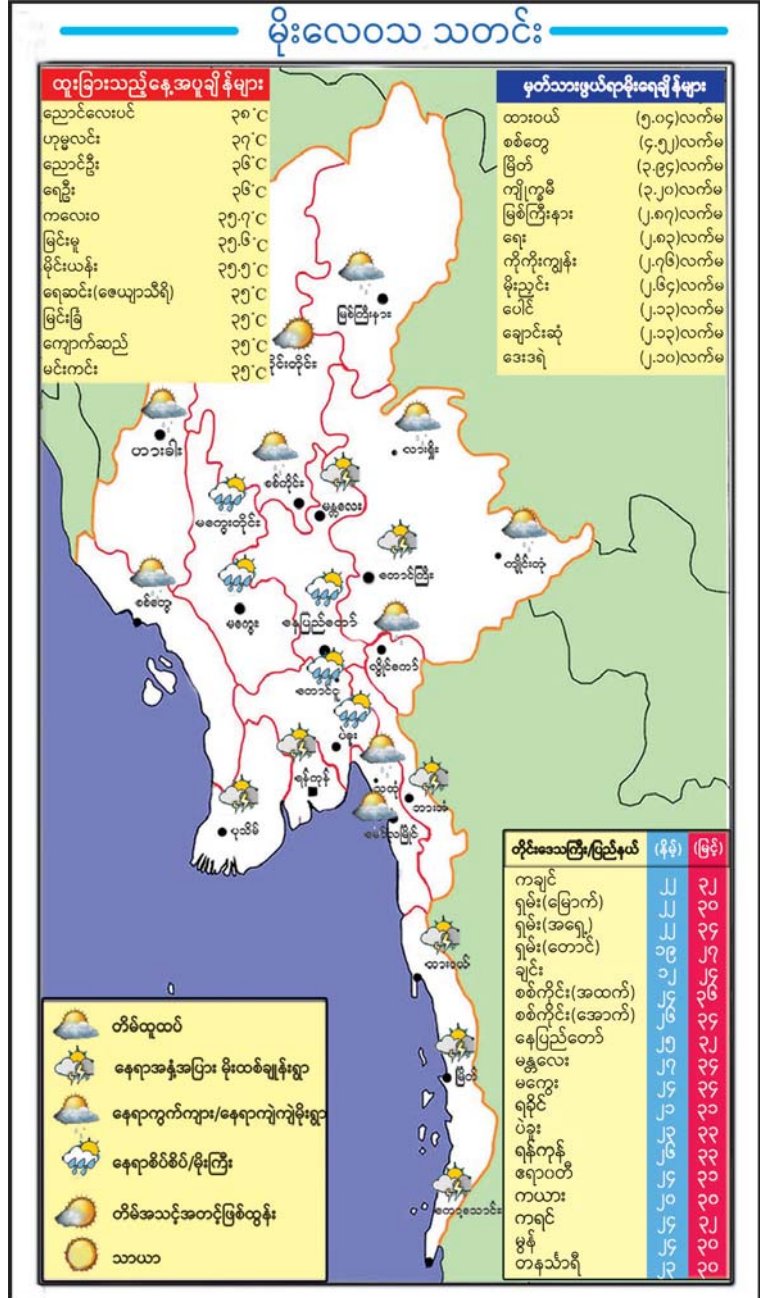 မိုးလေဝသ သတင်း
ထူးခြားသည့်နေ့အပူချိန်များ
ညောင်လေးပင် ၃၈°C
ဟုမ္မလင်း ၃၇°C
ညောင်ဦး ၃၆°C
ရေဦး ၃၆°C
ကလေးဝ ၃၅.၇°C
မြင်းမူ ၃၅.၆°C
မိုင်းယန်း ၃၅.၅°C
ရေဆင်း(ဇေယျာသီရိ) ၃၅°C
မြင်းခြံ ၃၅°C
ကျောက်ဆည် ၃၅°C
မင်းကင်း ၃၅°C
မှတ်သားဖွယ်ရာမိုးရေချိန်များ
ထားဝယ် (၅.၀၄)လက်မ
စစ်တွေ (၄.၅၂)လက်မ
မြိတ် (၃.၉၄)လက်မ
ကျိုက္ခမီ (၃.၂၀)လက်မ
မြစ်ကြီးနား (၂.၈၇)လက်မ
ရေး (၂.၈၃)လက်မ
ကိုကိုးကျွန်း (၂.၇၆)လက်မ
မိုးညှင်း (၂.၆၄)လက်မ
ပေါင် (၂.၁၃)လက်မ
ချောင်းဆုံ (၂.၁၃)လက်မ
ဒေးဒရဲ (၂.၁၀)လက်မ
မြစ်ကြီးနား
ဟားခါး
လားရှိုး
စစ်ကိုင်း
မန္တလေး
မကွေးတိုင်း
ကျိုင်းတုံ
တောင်ကြီး
စစ်တွေ
မကွေး
နေပြည်တော်
လွိုင်ကော်
တောင်ငူ
ပဲခူး
ရန်ကုန်
သထုံ
ဘားအံ
ပုသိမ်
မော်လမြိုင်
ထားဝယ်
မြိတ်
ကော့သောင်း
တိုင်းဒေသကြီး/ပြည်နယ် (နိမ့်) (မြင့်)
ကချင် ၂၂ ၃၂
ရှမ်း(မြောက်) ၂၂ ၃၀
ရှမ်း(အရှေ့) ၂၂ ၃၄
ရှမ်း(တောင်) ၁၉ ၂၇
ချင်း ၁၂ ၂၄
စစ်ကိုင်း(အထက်) ၂၄ ၃၆
စစ်ကိုင်း(အောက်) ၂၆ ၃၄
နေပြည်တော် ၂၅ ၃၂
မန္တလေး ၂၇ ၃၄
မကွေး ၂၄ ၃၄
ရခိုင် ၂၁ ၃၁
ပဲခူး ၂၃ ၃၃
ရန်ကုန် ၂၆ ၃၃
ဧရာဝတီ ၂၄ ၃၁
ကယား ၂၀ ၃၀
ကရင် ၂၄ ၃၂
မွန် ၂၄ ၃၀
တနင်္သာရီ ၂၃ ၃၀
တိမ်ထူထပ်
နေရာအနှံ့အပြား မိုးထစ်ချုန်းရွာ
နေရာကွက်ကျား/နေရာကျဲကျဲမိုးရွာ
နေရာစိပ်စိပ်/မိုးကြီး
တိမ်အသင့်အတင့်ဖြစ်ထွန်း
သာယာ